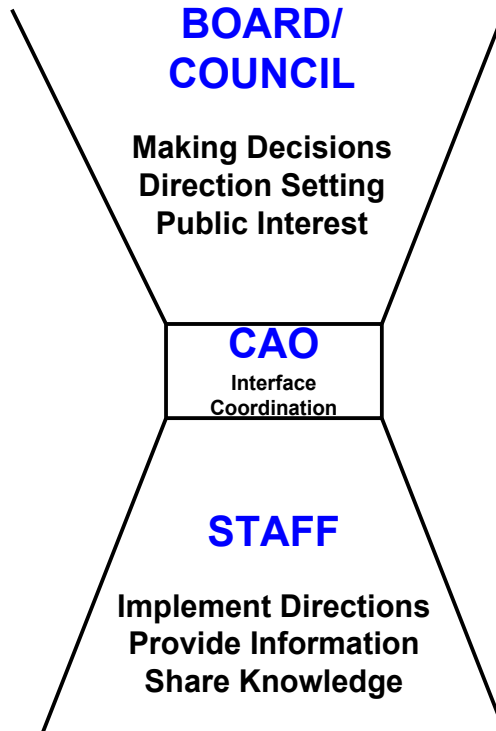 BOARD/
COUNCIL
Making Decisions
Direction Setting
Public Interest
CAO
Interface
Coordination
STAFF
Implement Directions
Provide Information
Share Knowledge